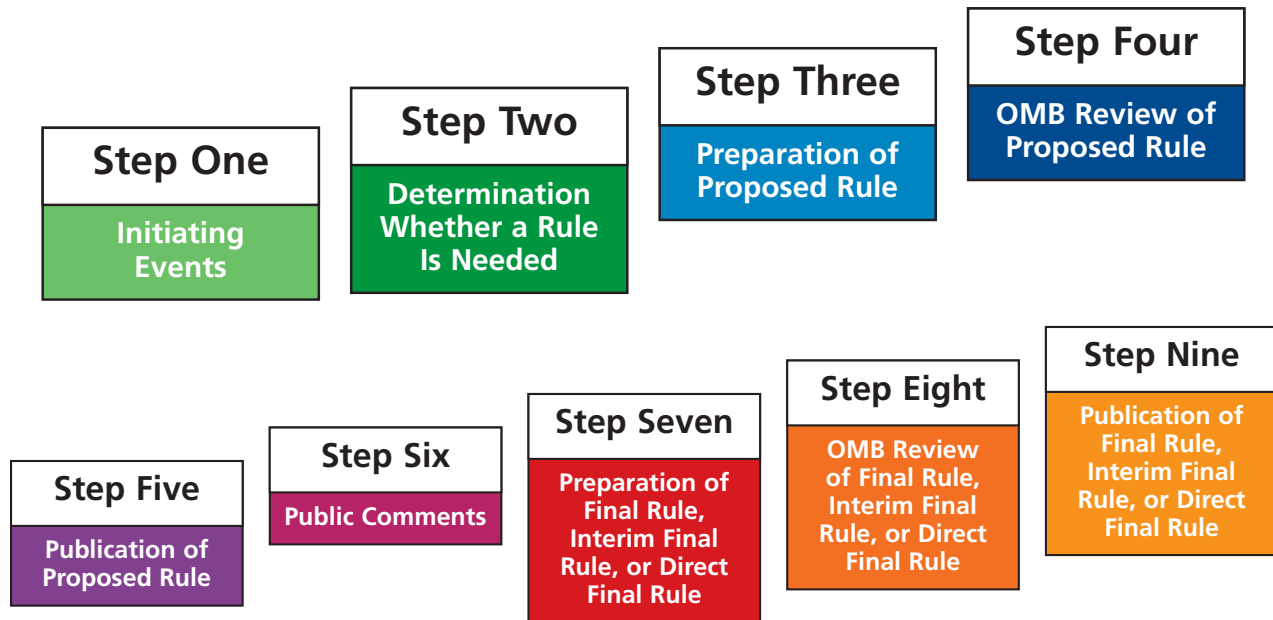 Step One
Initiating
Events
Step Two
Determination
Whether a Rule
Is Needed
Step Three
Preparation of
Proposed Rule
Step Four
OMB Review of
Proposed Rule
Step Five
Publication of
Proposed Rule
Step Six
Public Comments
Step Seven
Preparation of
Final Rule,
Interim Final
Rule, or Direct
Final Rule
Step Eight
OMB Review
of Final Rule,
Interim Final
Rule, or Direct
Final Rule
Step Nine
Publication of
Final Rule,
Interim Final
Rule, or Direct
Final Rule